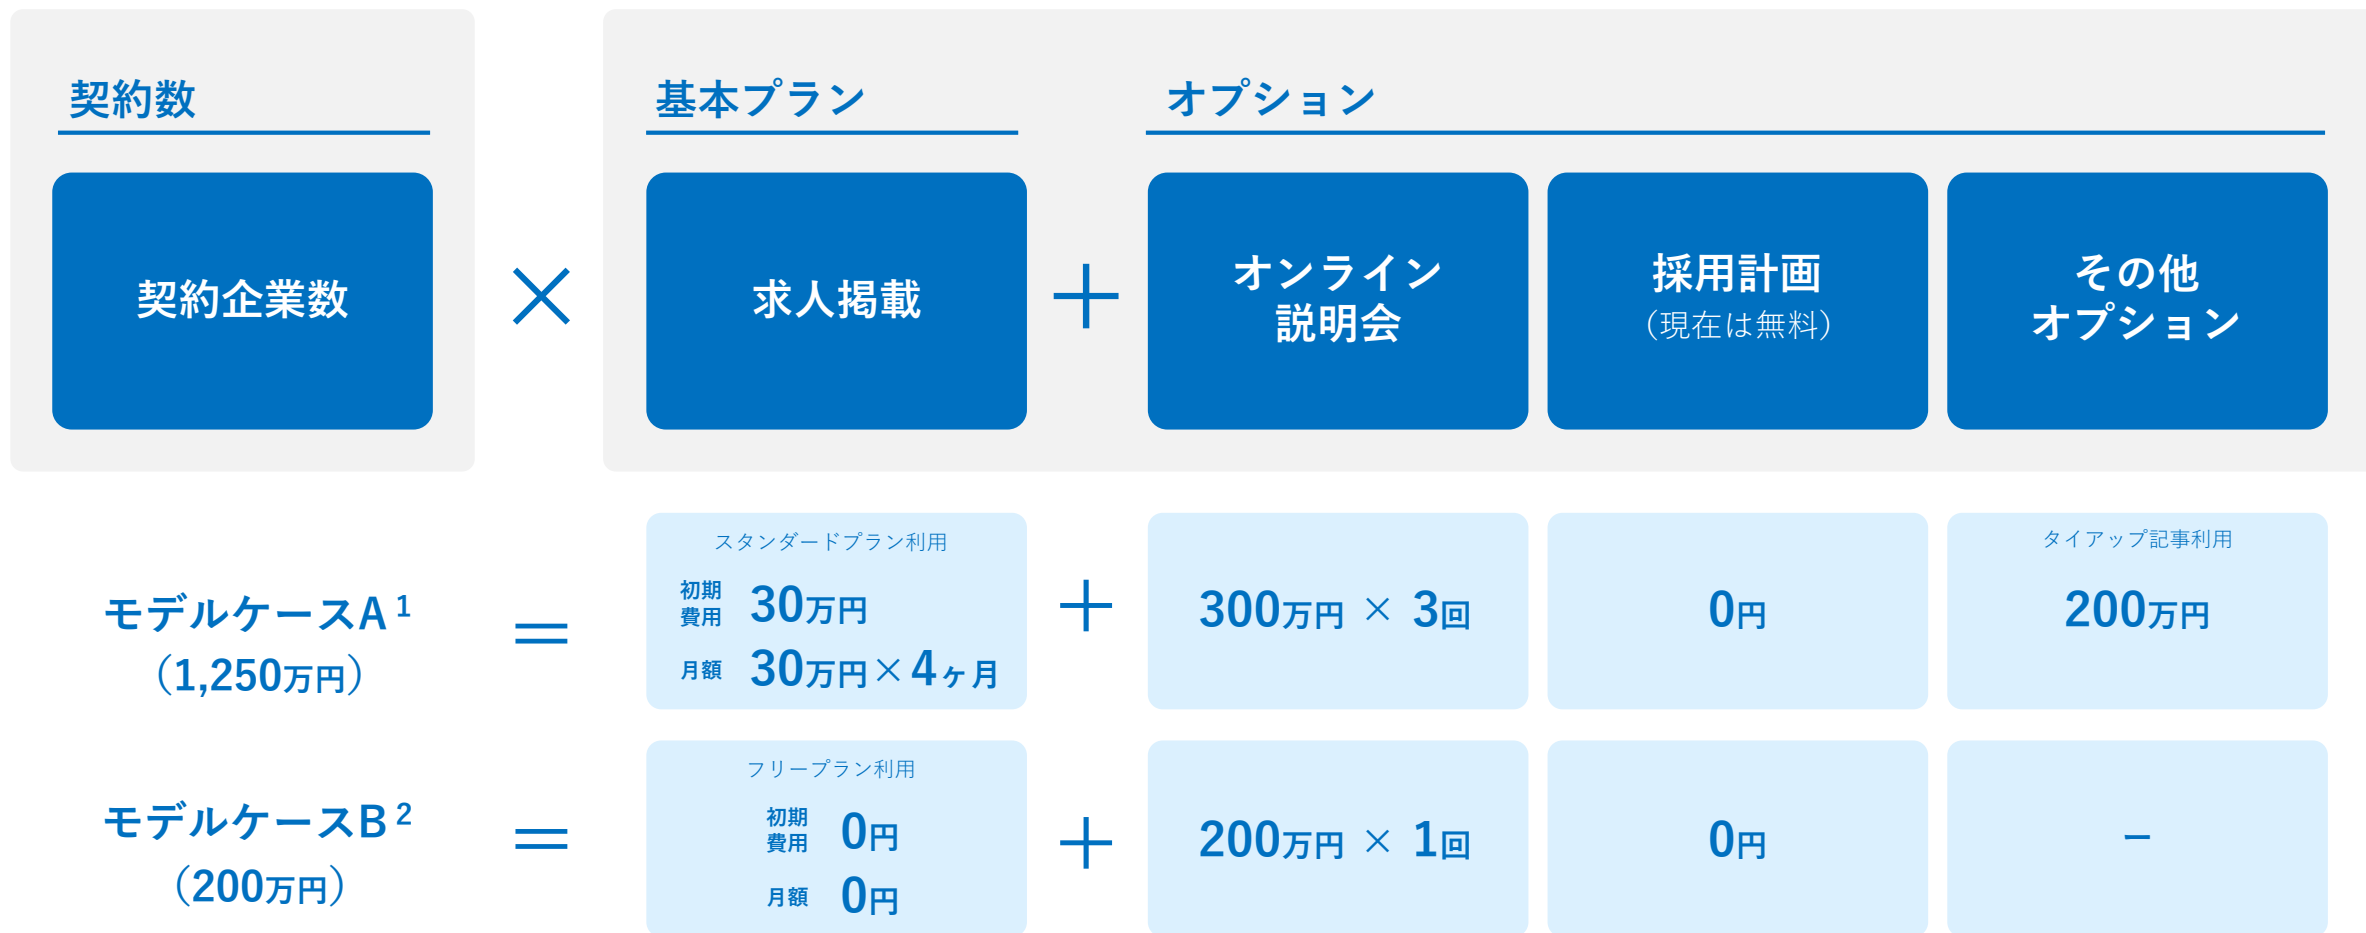 契約数
基本プラン
オプション
契約企業数
×
求人掲載
＋
オンライン
説明会
採用計画
（現在は無料）
その他
オプション
モデルケースA 1
（1,250万円）
＝
スタンダードプラン利用
初期
費用
30万円
月額
30万円×4ヶ月
＋
300万円 × 3回
0円
タイアップ記事利用
200万円
モデルケースB 2
（200万円）
＝
フリープラン利用
初期
費用
0円
月額
0円
＋
200万円 × 1回
0円
–